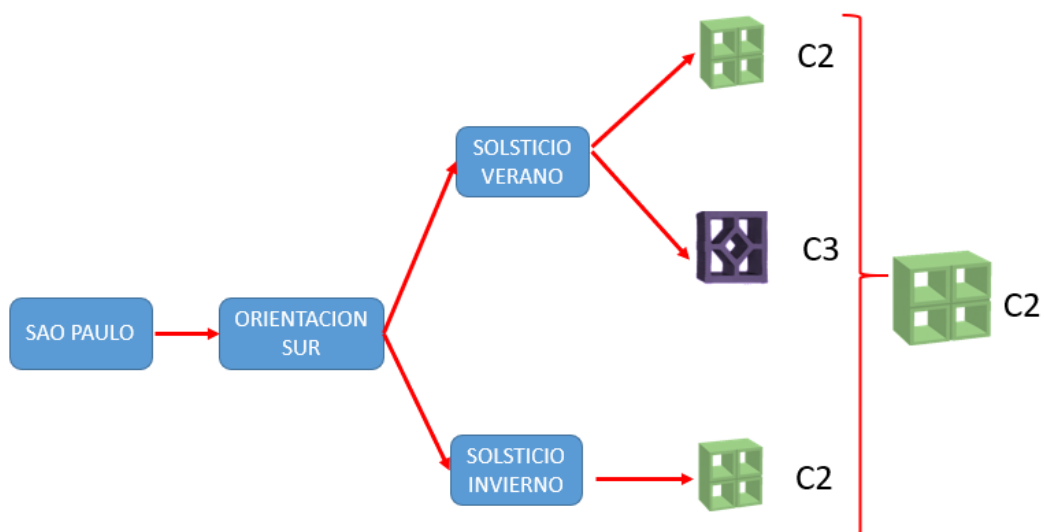 C2
SOLSTICIO
VERANO
C3
SAO PAULO
ORIENTACION
SUR
C2
SOLSTICIO
INVIERNO
C2